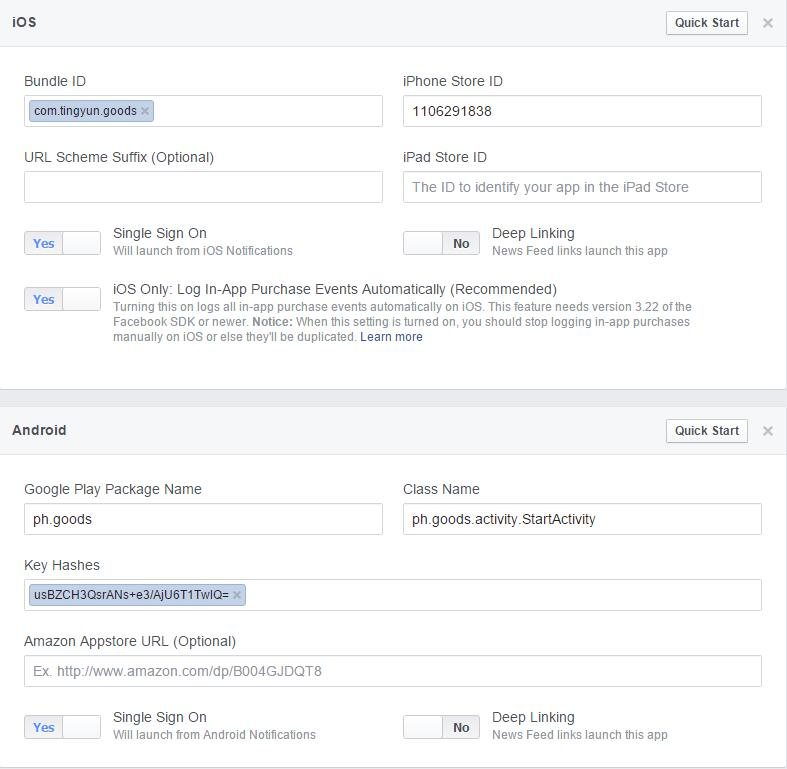 iOS
Quick Start
Bundle ID
iPhone Store ID
com.tingyun.goods
1106291838
URL Scheme Suffix (Optional)
iPad Store ID
The ID to identify your app in the iPad Store
Yes
Single Sign On
Will launch from iOS Notifications
No
Deep Linking
News Feed links launch this app
Yes
iOS Only: Log In-App Purchase Events Automatically (Recommended)
Turning this on logs all in-app purchase events automatically on iOS. This feature needs version 3.22 of the
Facebook SDK or newer. Notice: When this setting is turned on, you should stop logging in-app purchases
manually on iOS or else they'll be duplicated. Learn more
Android
Quick Start
Google Play Package Name
Class Name
ph.goods
ph.goods.activity.StartActivity
Key Hashes
usBZCH3QsrANs+e3/AjU6T1TwIQ=
Amazon Appstore URL (Optional)
Ex. http://www.amazon.com/dp/B004GJDQT8
Yes
Single Sign On
Will launch from Android Notifications
No
Deep Linking
News Feed links launch this app